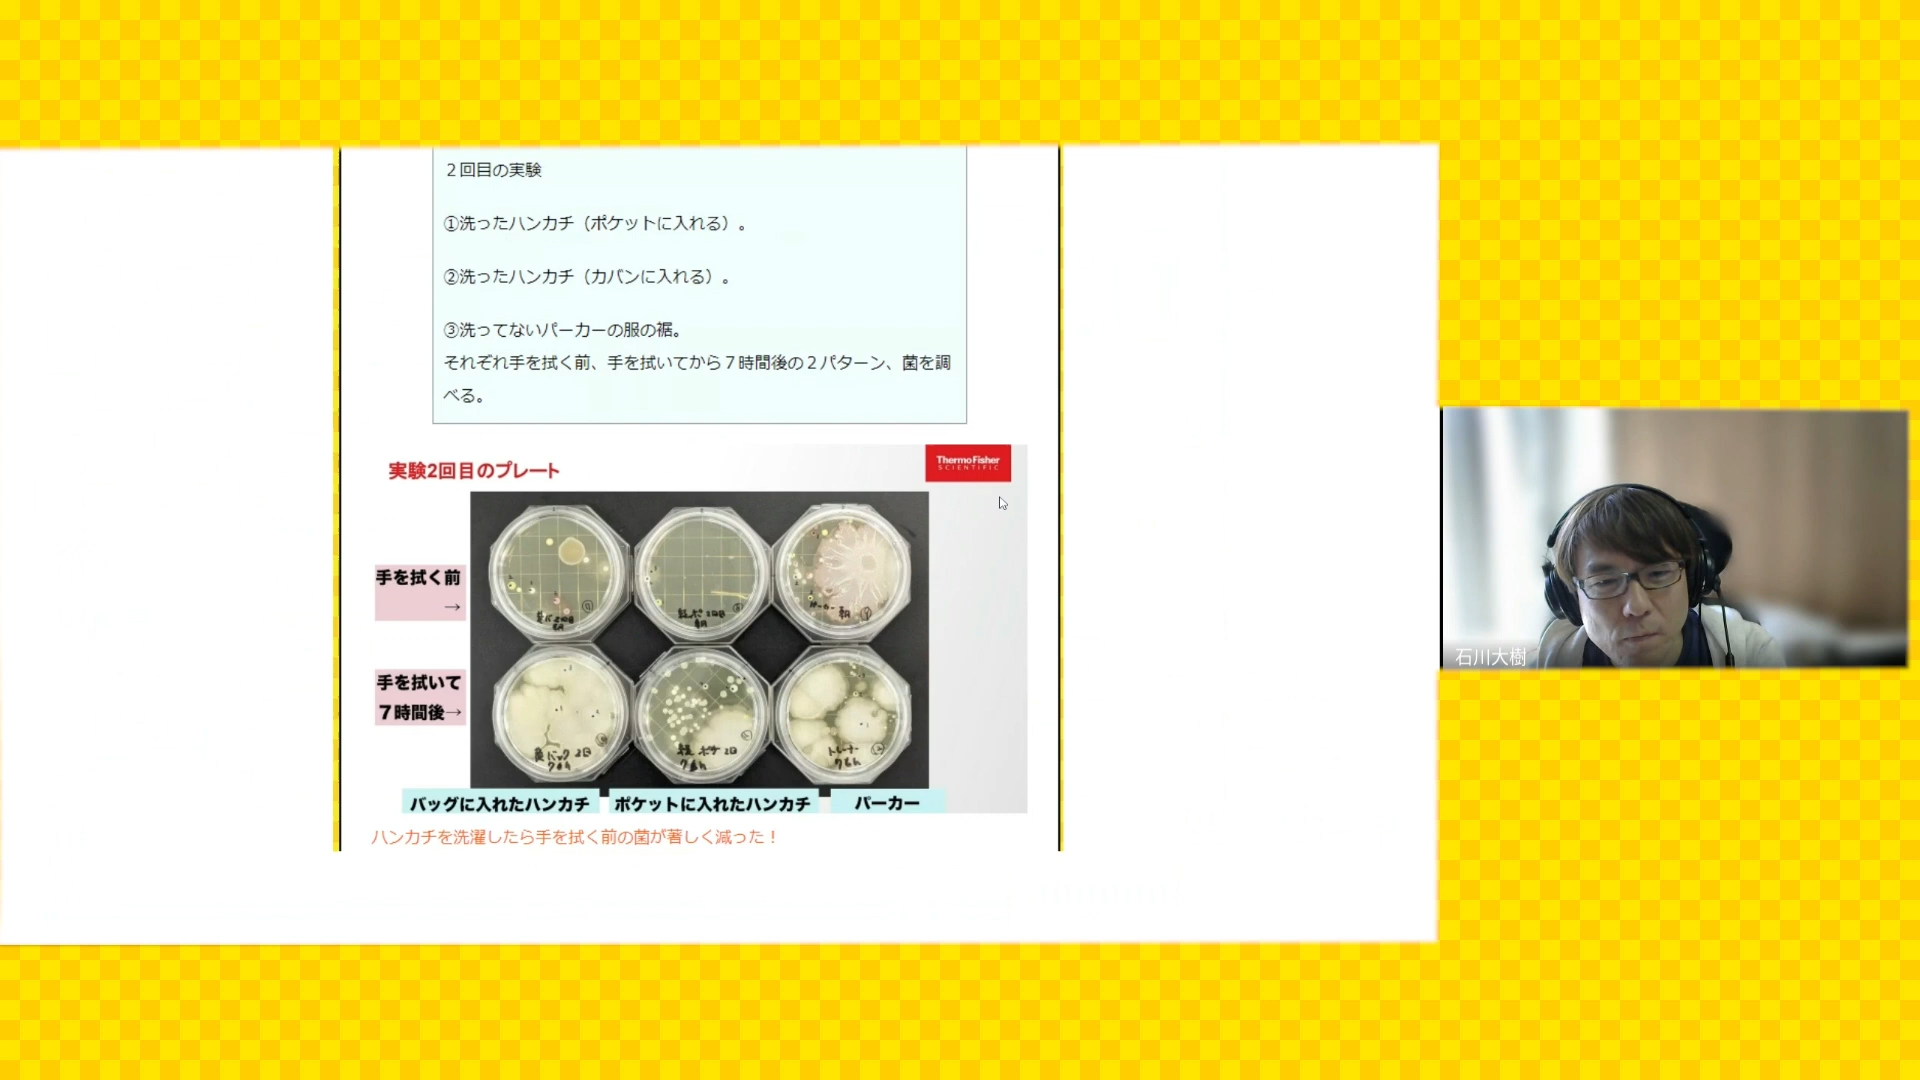 ２回目の実験
①洗ったハンカチ（ポケットに入れる）。
②洗ったハンカチ（カバンに入れる）。
③洗ってないパーカーの服の裾。
それぞれ手を拭く前、手を拭いてから７時間後の２パターン、菌を調
べる。
実験2回目のプレート
ThermoFisher
SCIENTIFIC
手を拭く前
→
手を拭いて
７時間後→
バッグに入れたハンカチ
ポケットに入れたハンカチ
パーカー
ハンカチを洗濯したら手を拭く前の菌が著しく減った！
石川大樹